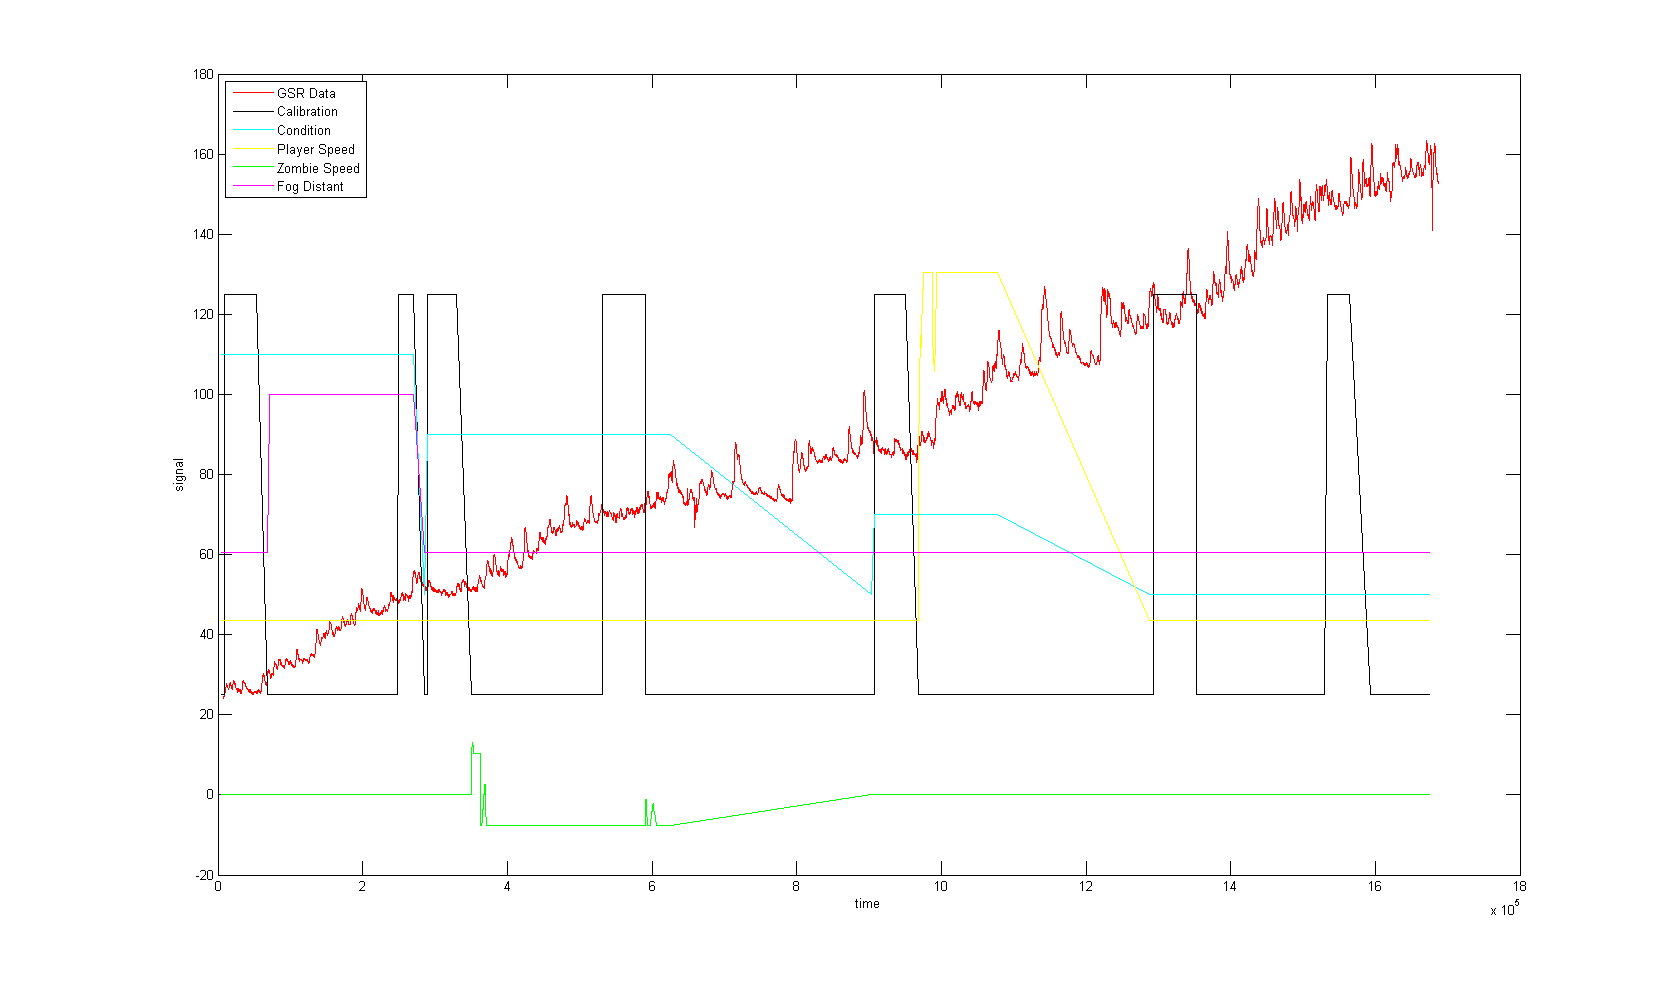 180
160
140
120
100
80
60
40
20
0
-20
GSR Data
Calibration
Condition
Player Speed
Zombie Speed
Fog Distant
signal
0 2 4 6 8 10 12 14 16 18
time
x 10^5